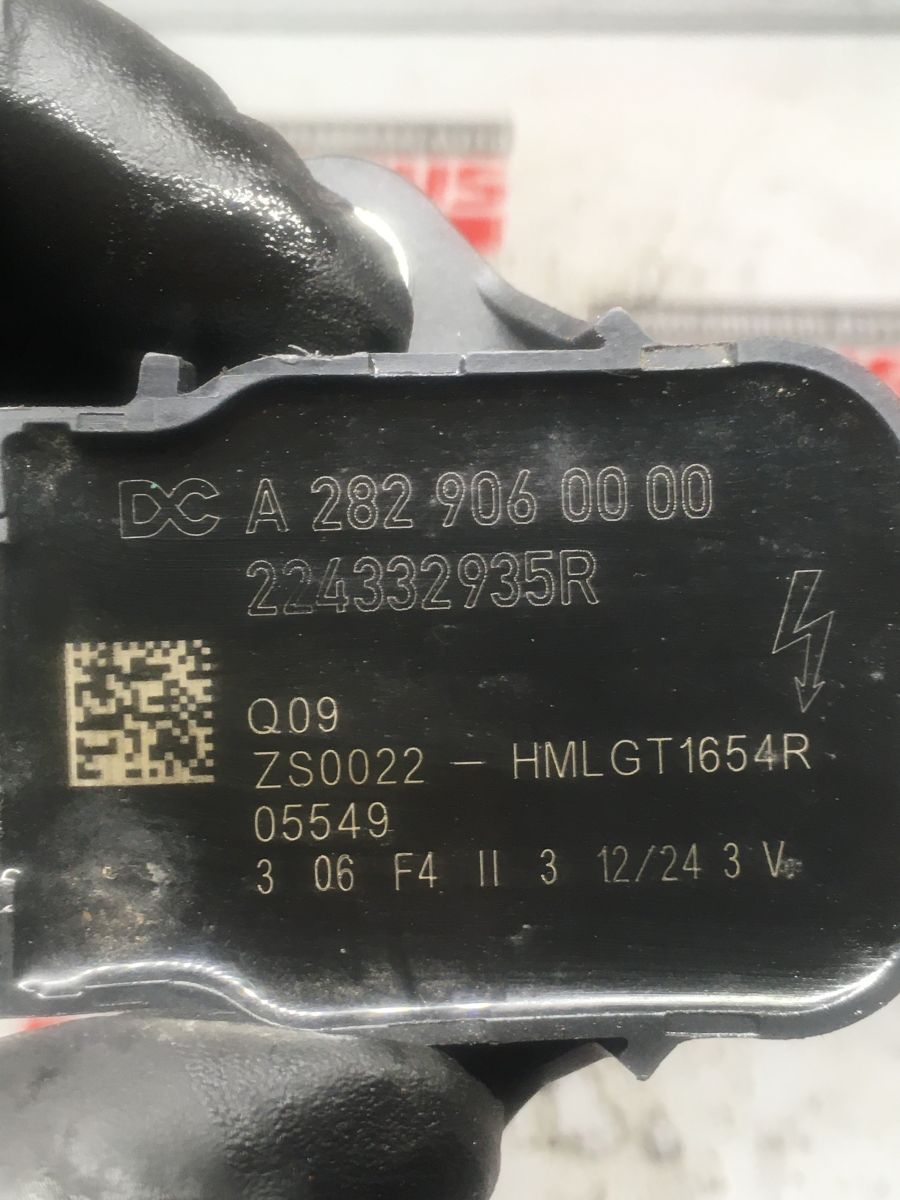 DC A 282 906 00 00
224332935R
Q09
ZS0022 – HMLGT1654R
05549
3 06 F4 II 3 12/24 3 V